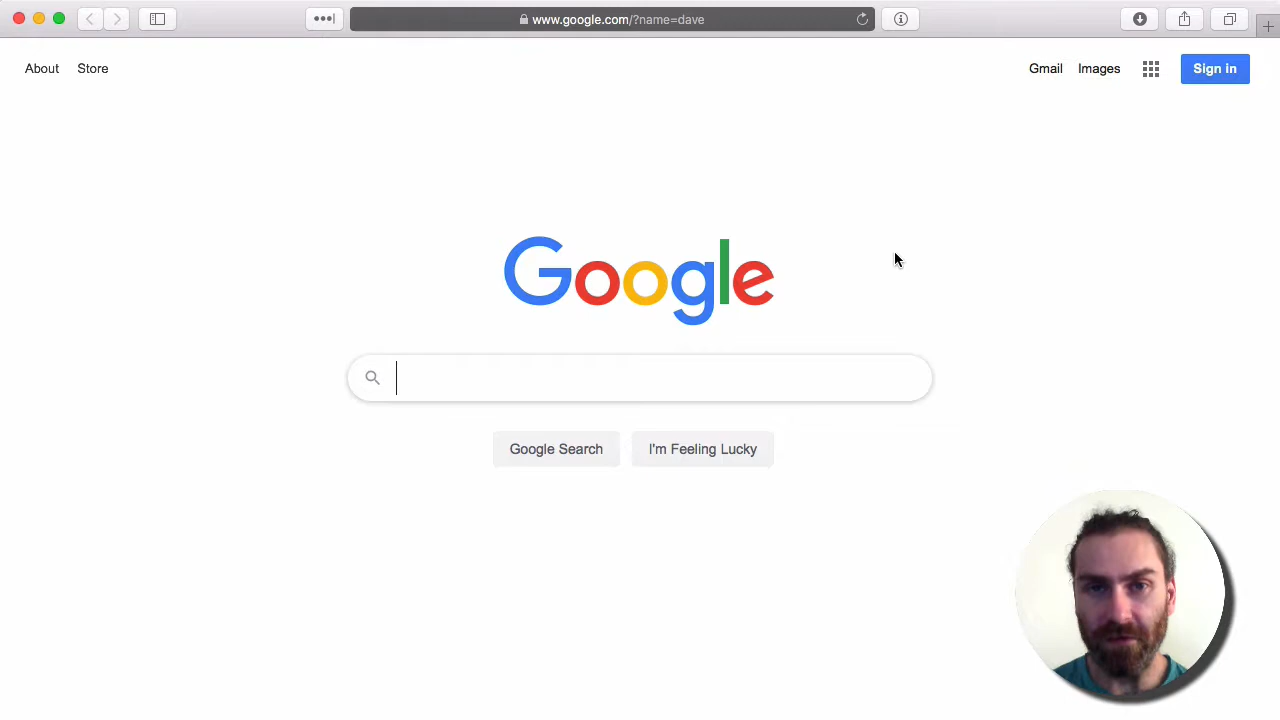 www.google.com/?name=dave
About Store Gmail Images Sign in
Google
Google Search I'm Feeling Lucky